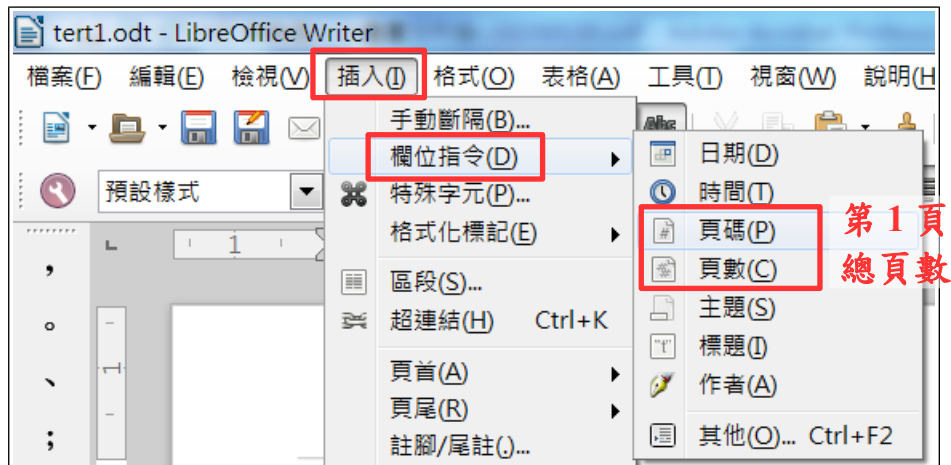 tert1.odt - LibreOffice Writer
檔案(F) 編輯(E) 檢視(V) 插入(I) 格式(O) 表格(A) 工具(T) 視窗(W) 說明(H
手動斷隔(B)...
欄位指令(D)
日期(D)
預設樣式
特殊字元(P)...
時間(T)
格式化標記(E)
頁碼(P)
第 1 頁
1
區段(S)...
頁數(C)
總頁數
超連結(H) Ctrl+K
主題(S)
標題(I)
頁首(A)
作者(A)
1
頁尾(R)
註腳/尾註(.)...
其他(O)... Ctrl+F2
，
。
、
；